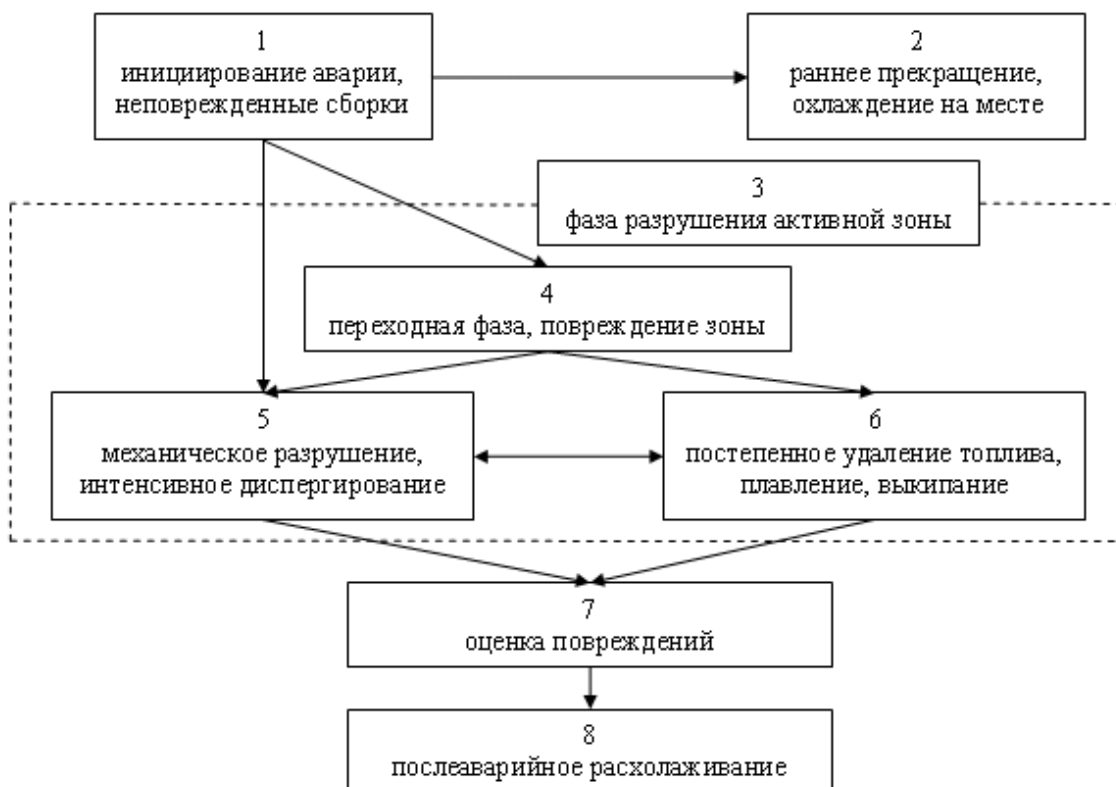 1
инициирование аварии,
неповрежденные сборки
2
раннее прекращение,
охлаждение на месте
3
фаза разрушения активной зоны
4
переходная фаза, повреждение зоны
5
механическое разрушение,
интенсивное диспергирование
6
постепенное удаление топлива,
плавление, выкипание
7
оценка повреждений
8
послеаварийное расхолаживание